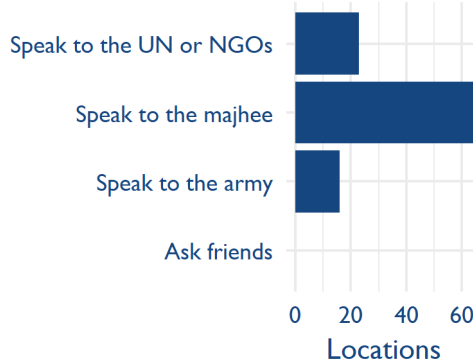 Speak to the UN or NGOs
Speak to the majhee
Speak to the army
Ask friends
0 20 40 60
Locations